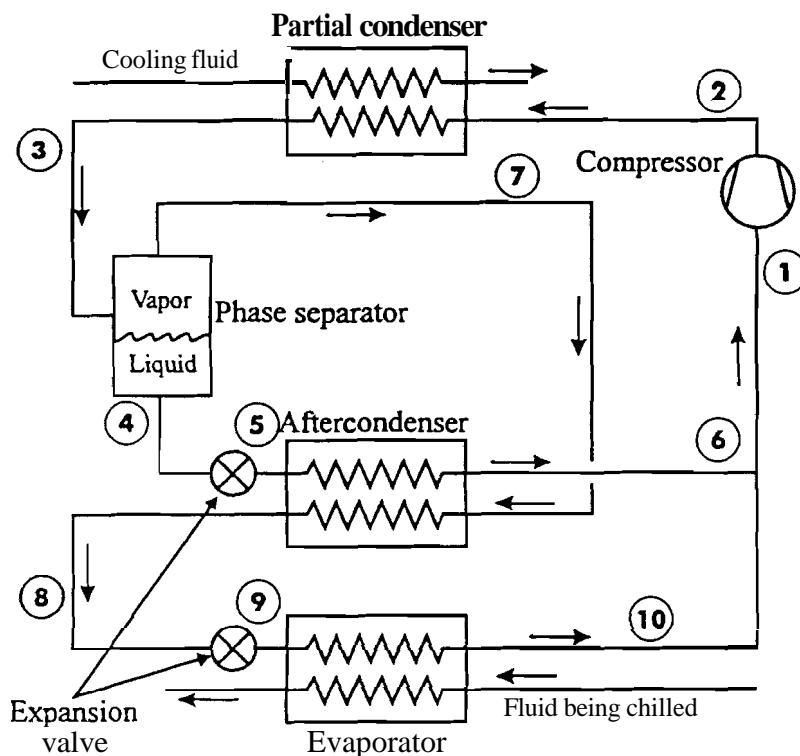 Partial condenser
Cooling fluid
2
3
Compressor
7
1
Vapor
Phase separator
Liquid
4
5
Aftercondenser
6
8
9
10
Expansion
valve
Evaporator
Fluid being chilled